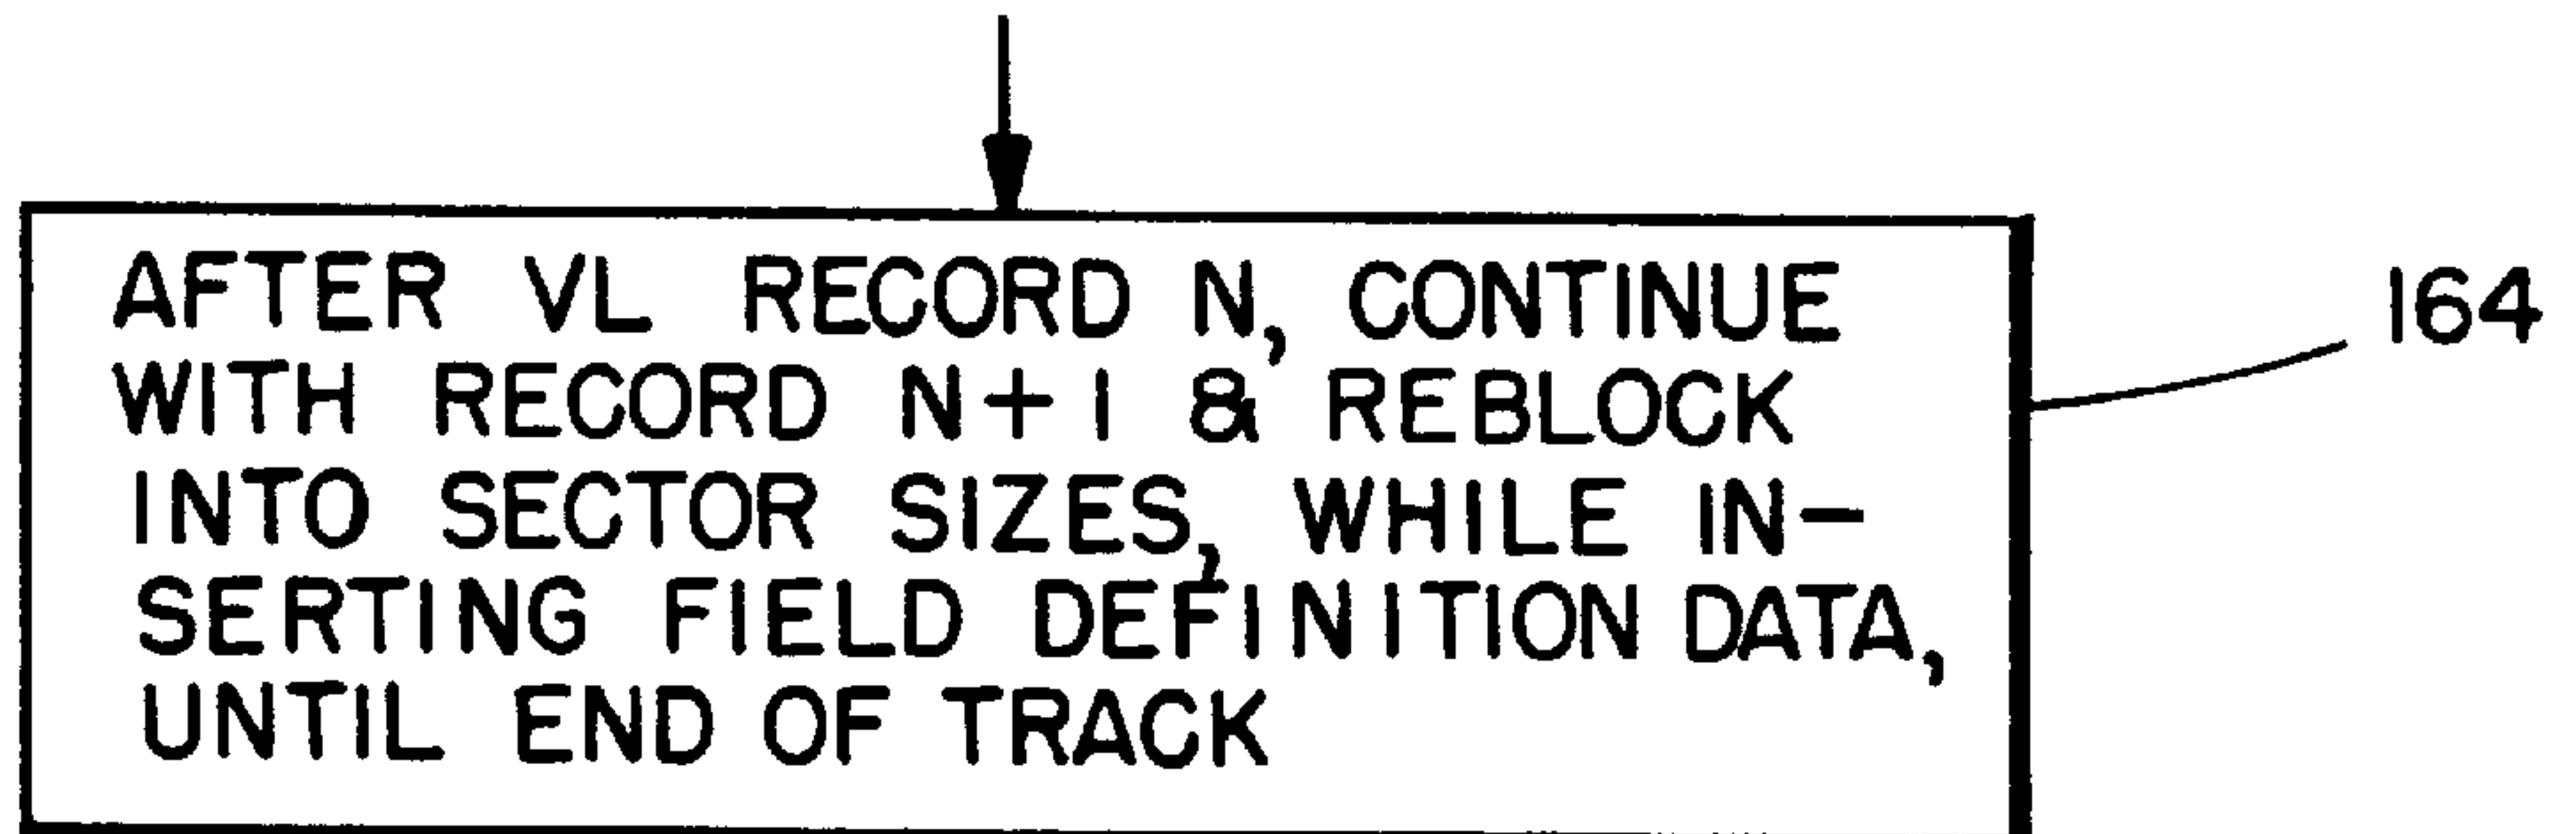 AFTER VL RECORD N, CONTINUE
WITH RECORD N+1 & REBLOCK
INTO SECTOR SIZES, WHILE IN-
SERTING FIELD DEFINITION DATA,
UNTIL END OF TRACK
164